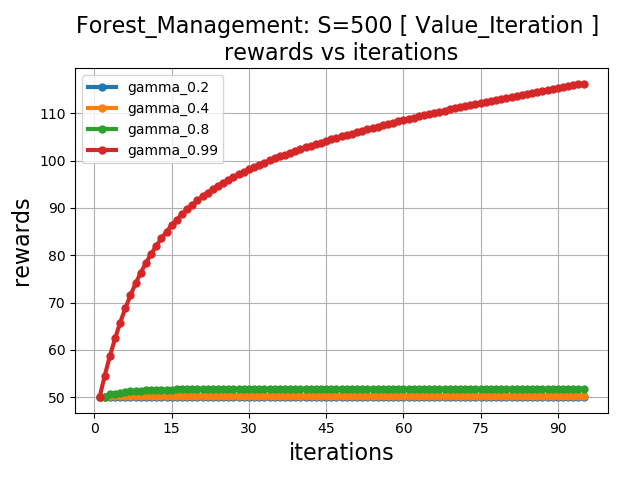 Forest_Management: S=500 [ Value_Iteration ]
rewards vs iterations
gamma_0.2
gamma_0.4
gamma_0.8
gamma_0.99
110
100
90
80
70
60
50
rewards
0 15 30 45 60 75 90
iterations